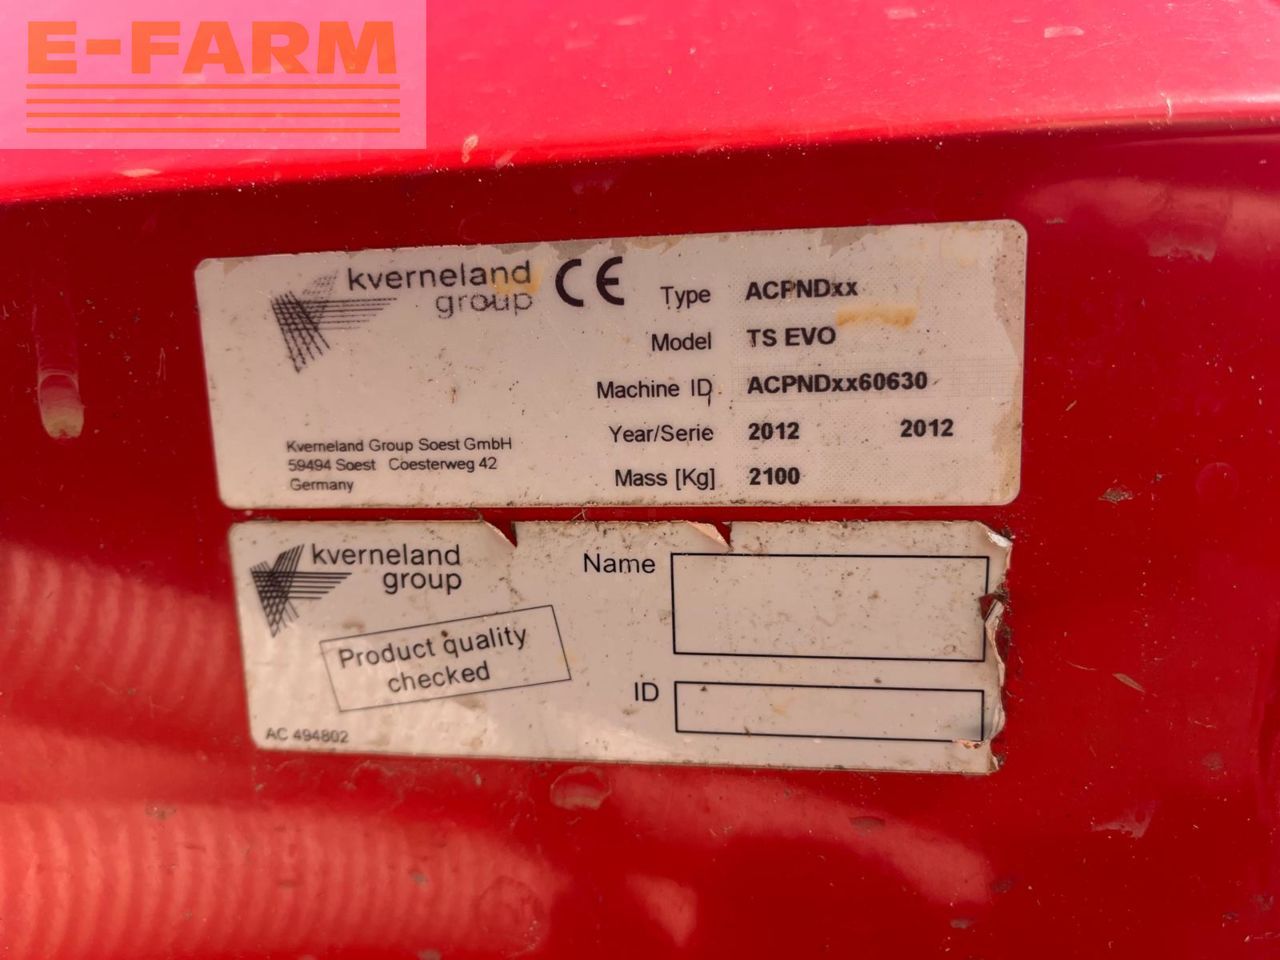 E-FARM
kverneland
group
CE
Type ACPNDxx
Model TS EVO
Machine ID ACPNDxx60630
Year/Serie 2012 2012
Mass [Kg] 2100
Kverneland Group Soest GmbH
59494 Soest Coesterweg 42
Germany
kverneland
group
Product quality
checked
AC 494802
Name
ID